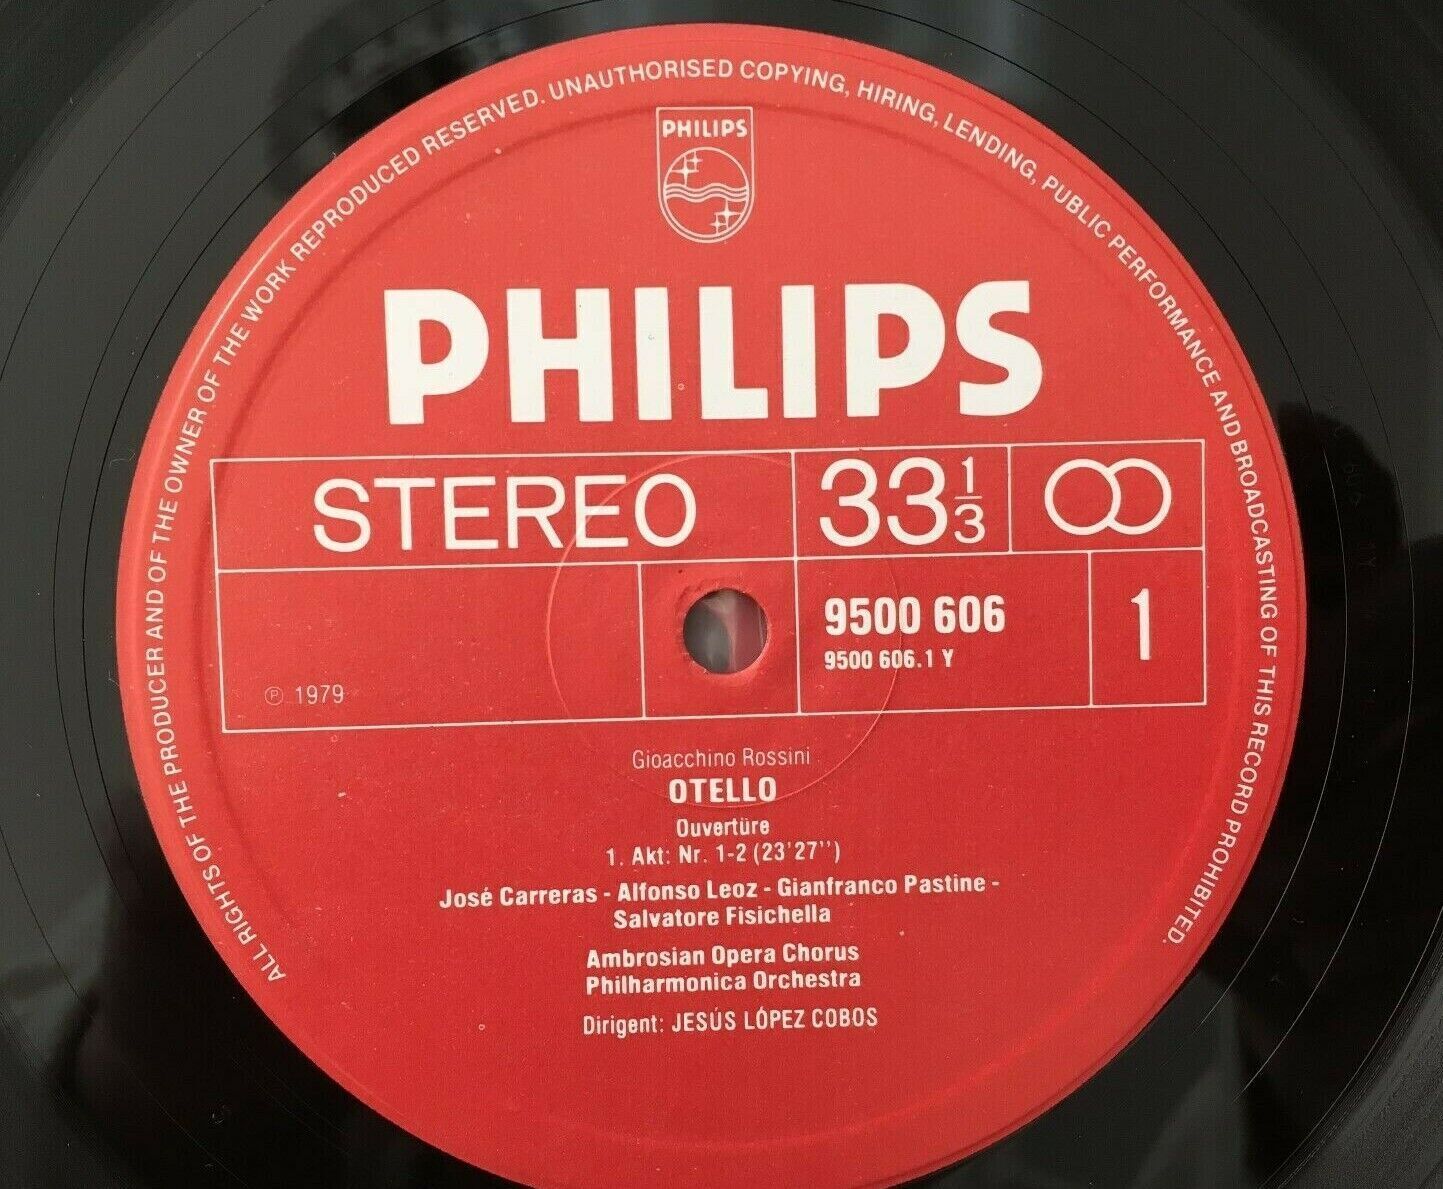 ALL RIGHTS OF THE PRODUCER AND OF THE OWNER OF THE WORK REPRODUCED RESERVED. UNAUTHORISED COPYING, HIRING, LENDING, PUBLIC PERFORMANCE AND BROADCASTING OF THIS RECORD PROHIBITED.
PHILIPS
PHILIPS
STEREO 33 1/3
9500 606 1
9500 606.1 Y
℗ 1979
Gioacchino Rossini
OTELLO
Ouvertüre
1. Akt: Nr. 1-2 (23'27'')
José Carreras - Alfonso Leoz - Gianfranco Pastine -
Salvatore Fisichella
Ambrosian Opera Chorus
Philharmonica Orchestra
Dirigent: JESÚS LÓPEZ COBOS